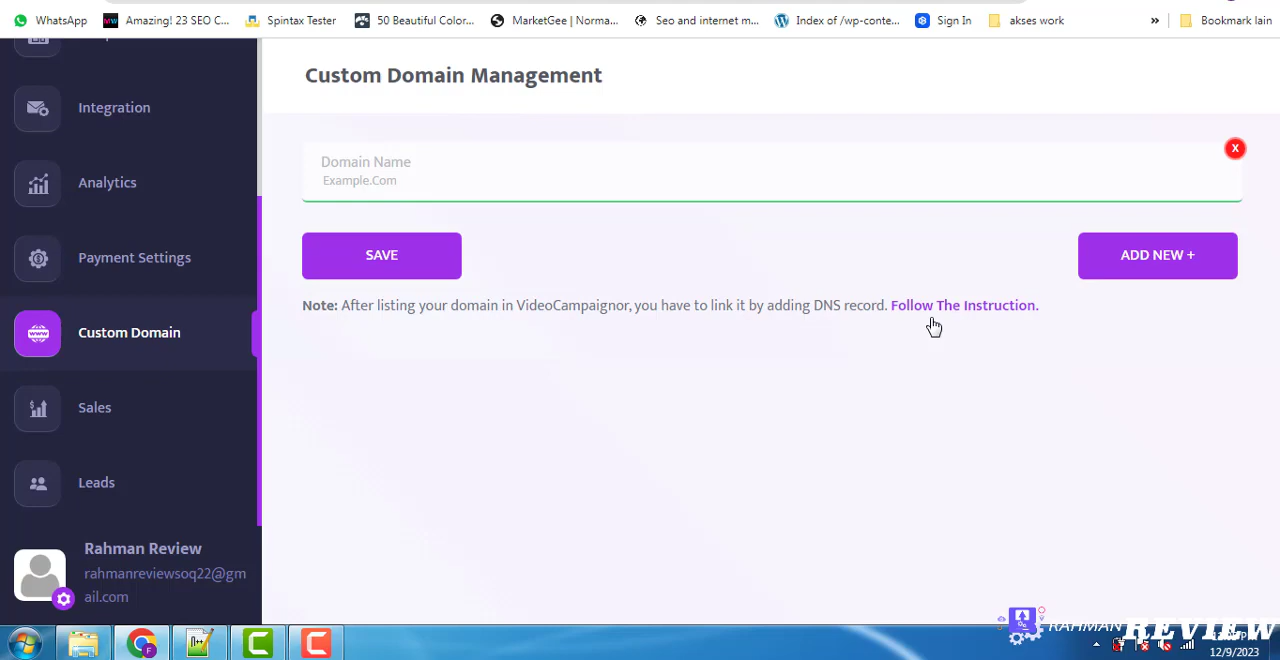 WhatsApp
Amazing! 23 SEO C...
Spintax Tester
50 Beautiful Color...
MarketGee | Norma...
Seo and internet m...
Index of /wp-conte...
Sign In
akses work
»
Bookmark lain
Custom Domain Management
Integration
Domain Name
X
Example.Com
Analytics
SAVE
ADD NEW +
Payment Settings
Note: After listing your domain in VideoCampaignor, you have to link it by adding DNS record. Follow The Instruction.
Custom Domain
Sales
Leads
Rahman Review
rahmanreviewsoq22@gm
ail.com
RAHMAN REVIEW
12/9/2023